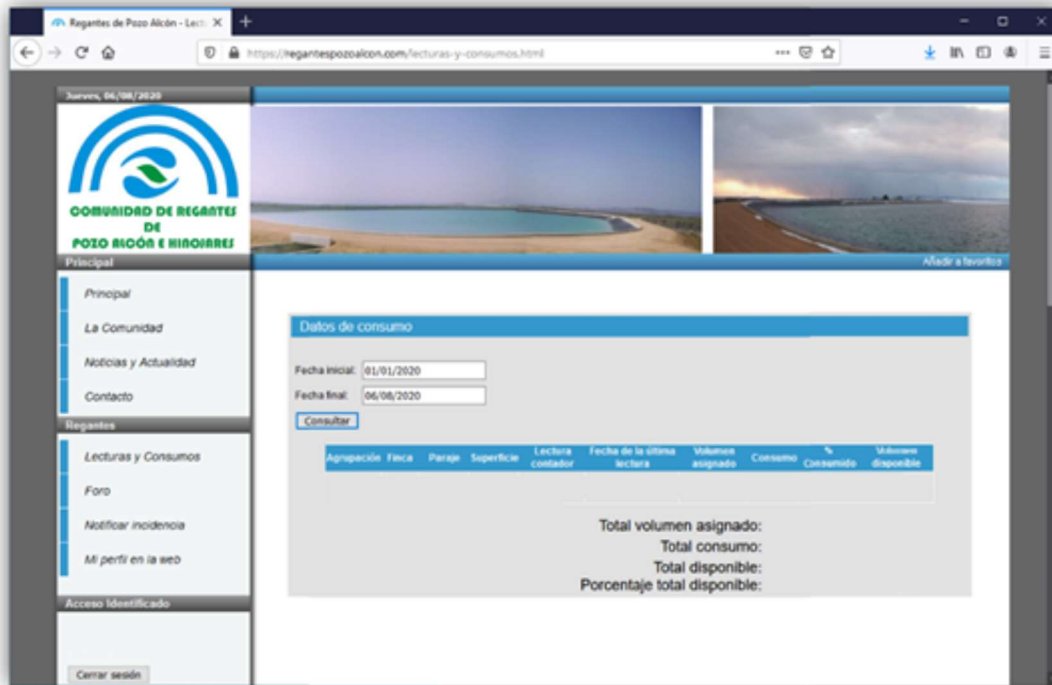 Regantes de Pozo Alcón - Lect
https://regantespozoalcon.com/lecturas-y-consumos.html
Jueves, 06/08/2020
COMUNIDAD DE REGANTES
DE
POZO ALCÓN E HINOJARES
Principal
Añadir a favoritos
Principal
La Comunidad
Noticias y Actualidad
Contacto
Regantes
Lecturas y Consumos
Foro
Notificar incidencia
Mi perfil en la web
Acceso Identificado
Cerrar sesión
Datos de consumo
Fecha inicial: 01/01/2020
Fecha final: 06/08/2020
Consultar
Agrupación Finca Paraje Superficie Lectura contador Fecha de la última lectura Volumen asignado Consumo % Consumido Volumen disponible
Total volumen asignado:
Total consumo:
Total disponible:
Porcentaje total disponible: